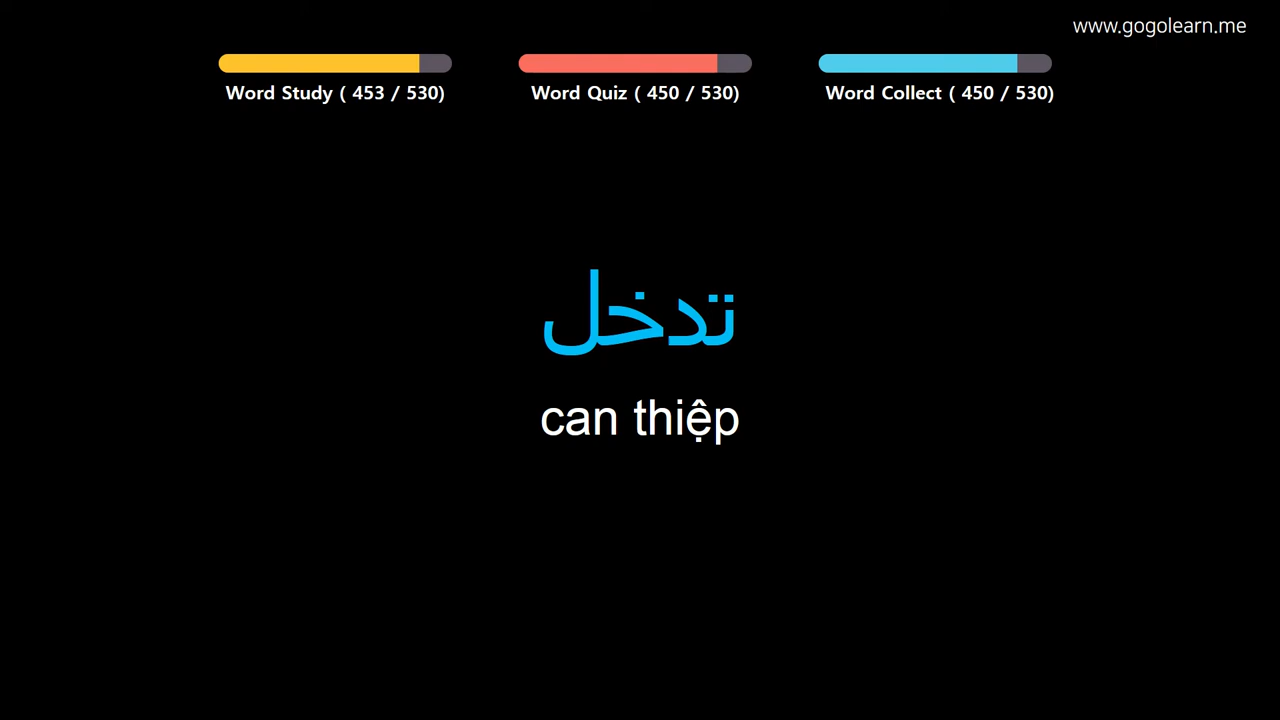 www.gogolearn.me
Word Study ( 453 / 530)
Word Quiz ( 450 / 530)
Word Collect ( 450 / 530)
تدخل
can thiệp